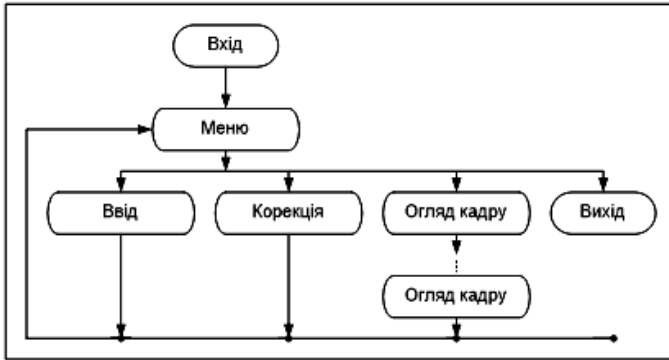 Вхід
Меню
Ввід
Корекція
Огляд кадру
Вихід
Огляд кадру